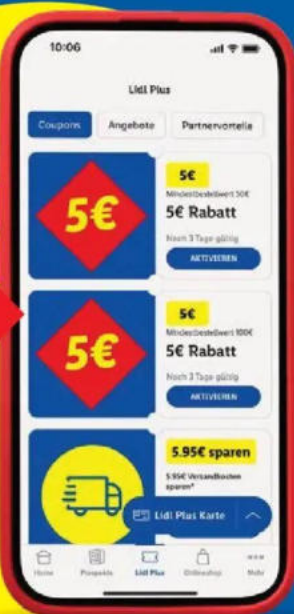 10:06
Lidl Plus
Coupons Angebote Partnervorteile
5€
5€
Mindestbestellwert 50€
5€ Rabatt
Noch 3 Tage gültig
AKTIVIEREN
5€
5€
Mindestbestellwert 100€
5€ Rabatt
Noch 3 Tage gültig
AKTIVIEREN
5.95€ sparen
5.95€ Versandkosten
sparen*
Lidl Plus Karte
Home Prospekte Lidl Plus Onlineshop Mehr